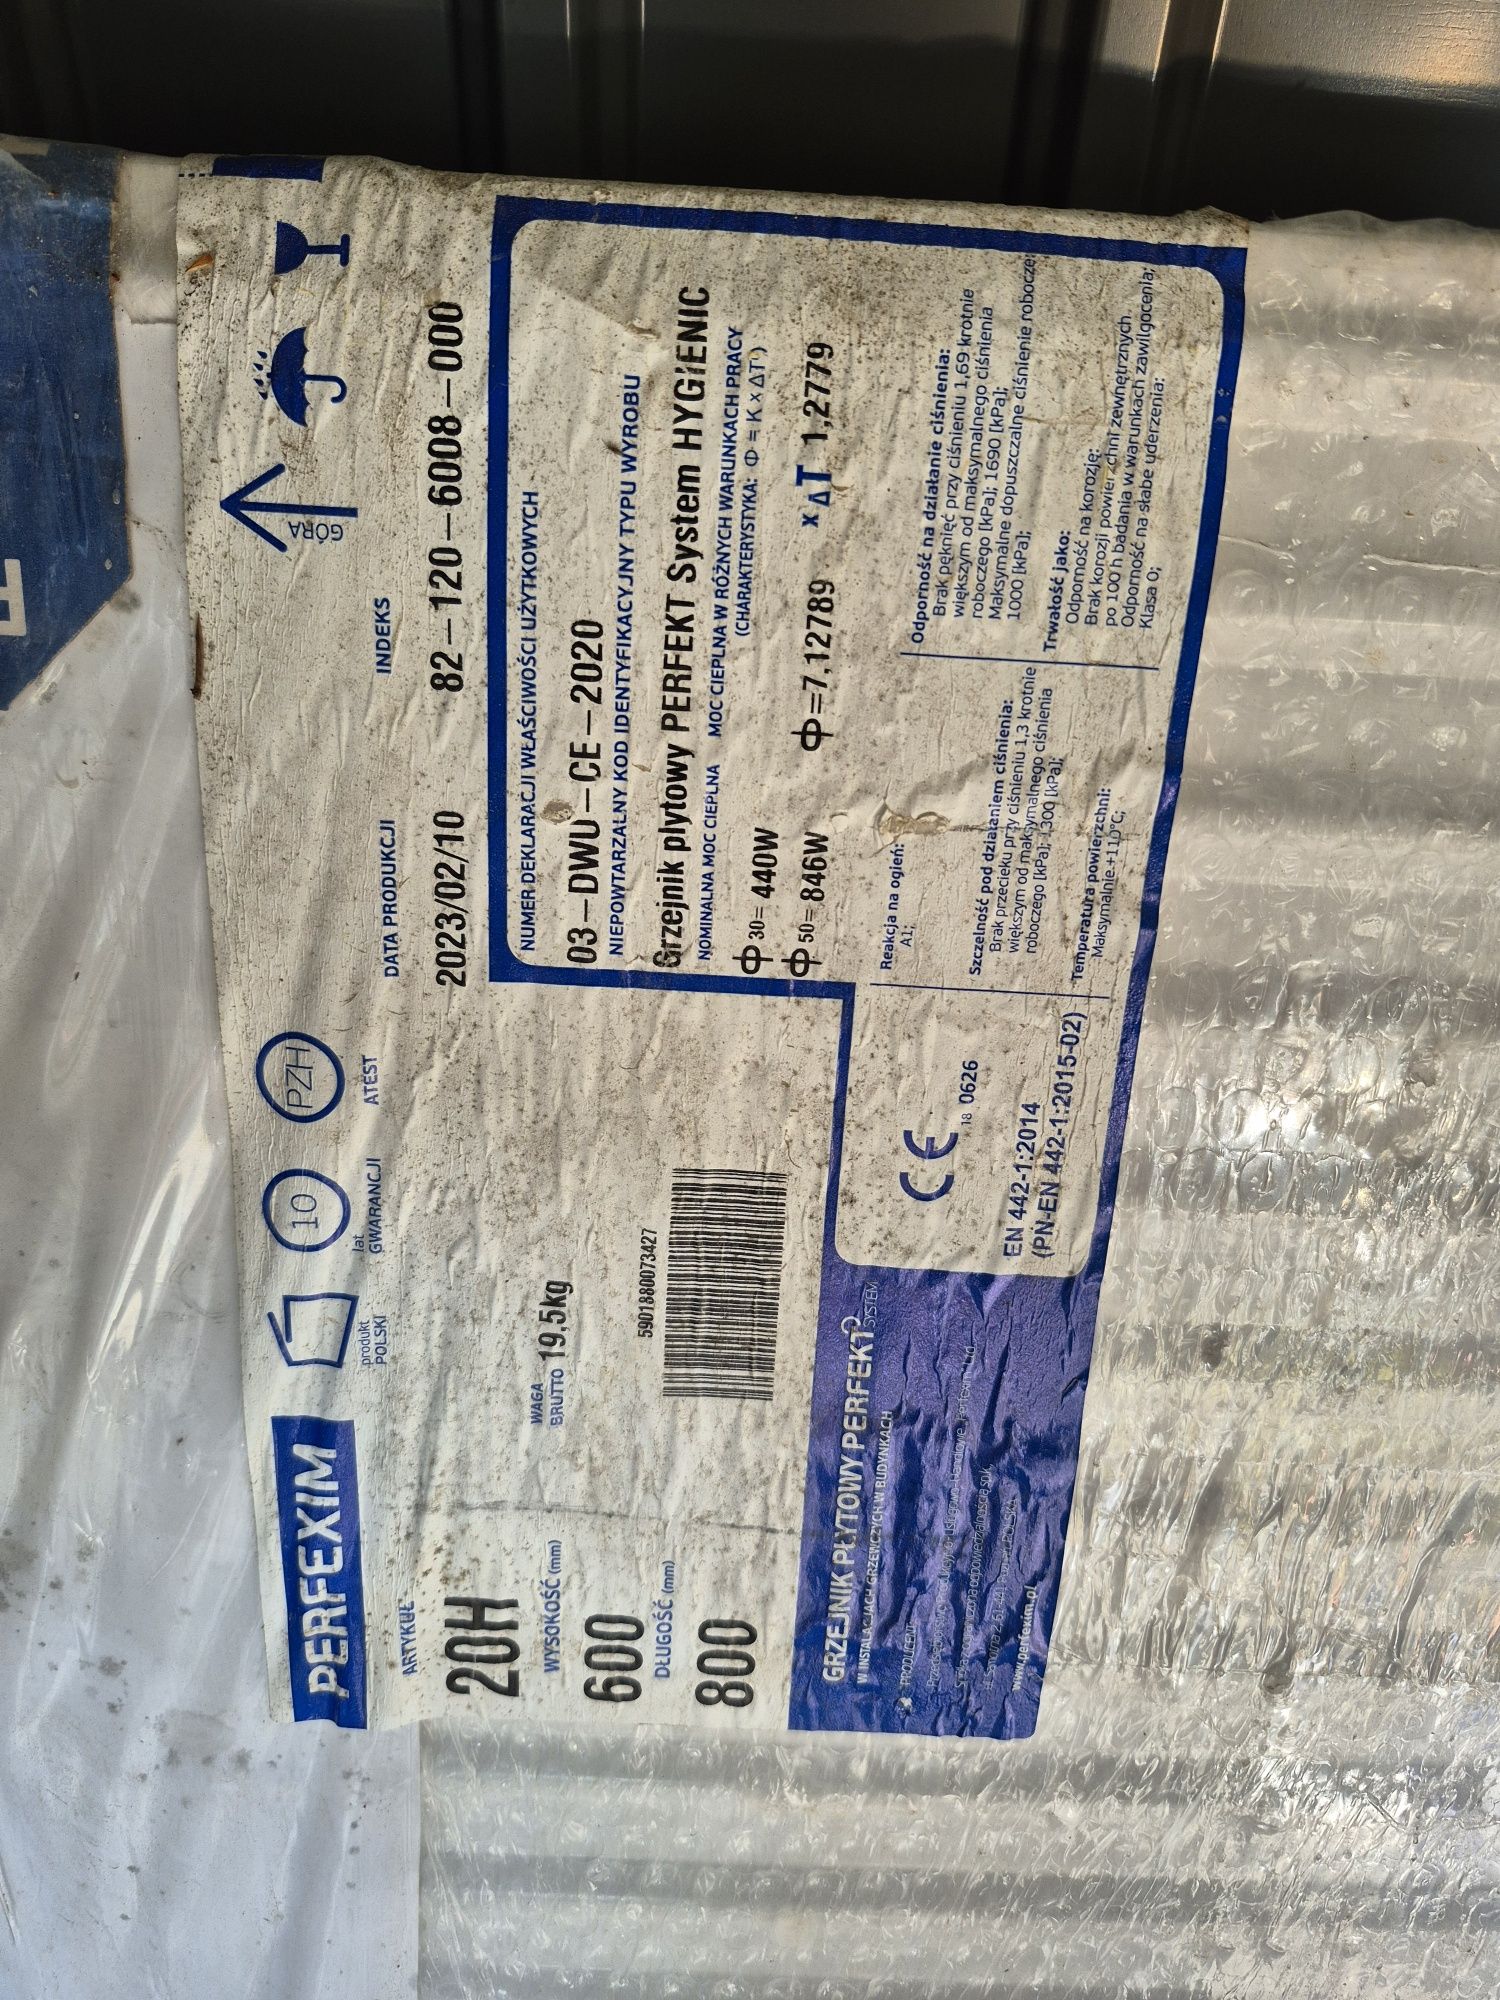 PERFEXIM
produkt
POLSKI
10
lat
GWARANCJI
PZH
ATEST
GÓRA
ARTYKUŁ
20H
WYSOKOŚĆ (mm)
600
DŁUGOŚĆ (mm)
800
WAGA
BRUTTO 19,5kg
5901880073427
DATA PRODUKCJI
2023/02/10
INDEKS
82-120-6008-000
NUMER DEKLARACJI WŁAŚCIWOŚCI UŻYTKOWYCH
03-DWU-CE-2020
NIEPOWTARZALNY KOD IDENTYFIKACYJNY TYPU WYROBU
Grzejnik płytowy PERFEKT System HYGIENIC
NOMINALNA MOC CIEPLNA
Φ 30= 440W
Φ 50= 846W
MOC CIEPLNA W RÓŻNYCH WARUNKACH PRACY
(CHARAKTERYSTYKA: Φ = K x ΔTⁿ)
Φ=7,12789 x ΔT 1,2779
GRZEJNIK PŁYTOWY PERFEKT SYSTEM
W INSTALACJACH GRZEWCZYCH W BUDYNKACH
PRODUCENT
www.perfexim.pl
CE
18 0626
EN 442-1:2014
(PN-EN 442-1:2015-02)
Reakcja na ogień:
A1;
Szczelność pod działaniem ciśnienia:
Brak przecieku przy ciśnieniu 1,3 krotnie
większym od maksymalnego ciśnienia
roboczego [kPa]; 1300 [kPa];
Temperatura powierzchni:
Maksymalnie +110°C;
Odporność na działanie ciśnienia:
Brak pęknięć przy ciśnieniu 1,69 krotnie
większym od maksymalnego ciśnienia
roboczego [kPa]; 1690 [kPa];
Maksymalne dopuszczalne ciśnienie robocze:
1000 [kPa];
Trwałość jako:
Odporność na korozję:
Brak korozji powierzchni zewnętrznych
po 100 h badania w warunkach zawilgocenia;
Odporność na słabe uderzenia:
Klasa 0;